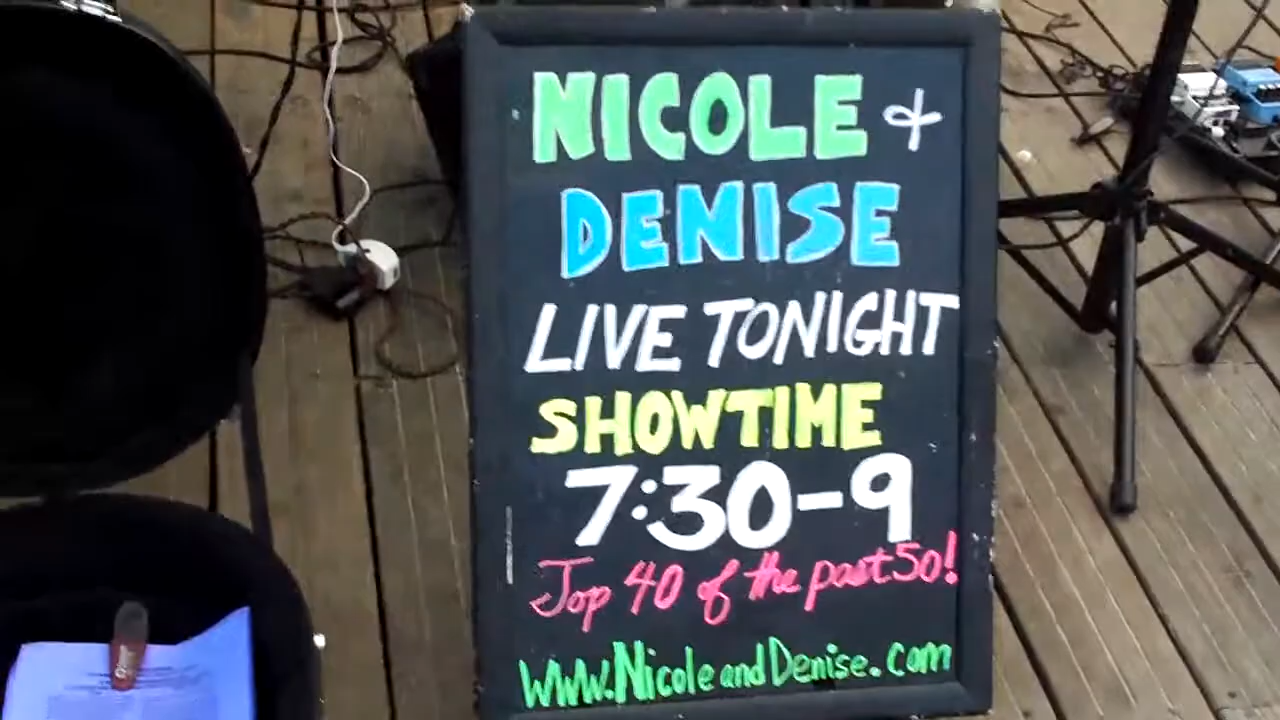 NICOLE &
DENISE
LIVE TONIGHT
SHOWTIME
7:30-9
Top 40 of the past 50!
WWW.NicoleandDenise.com